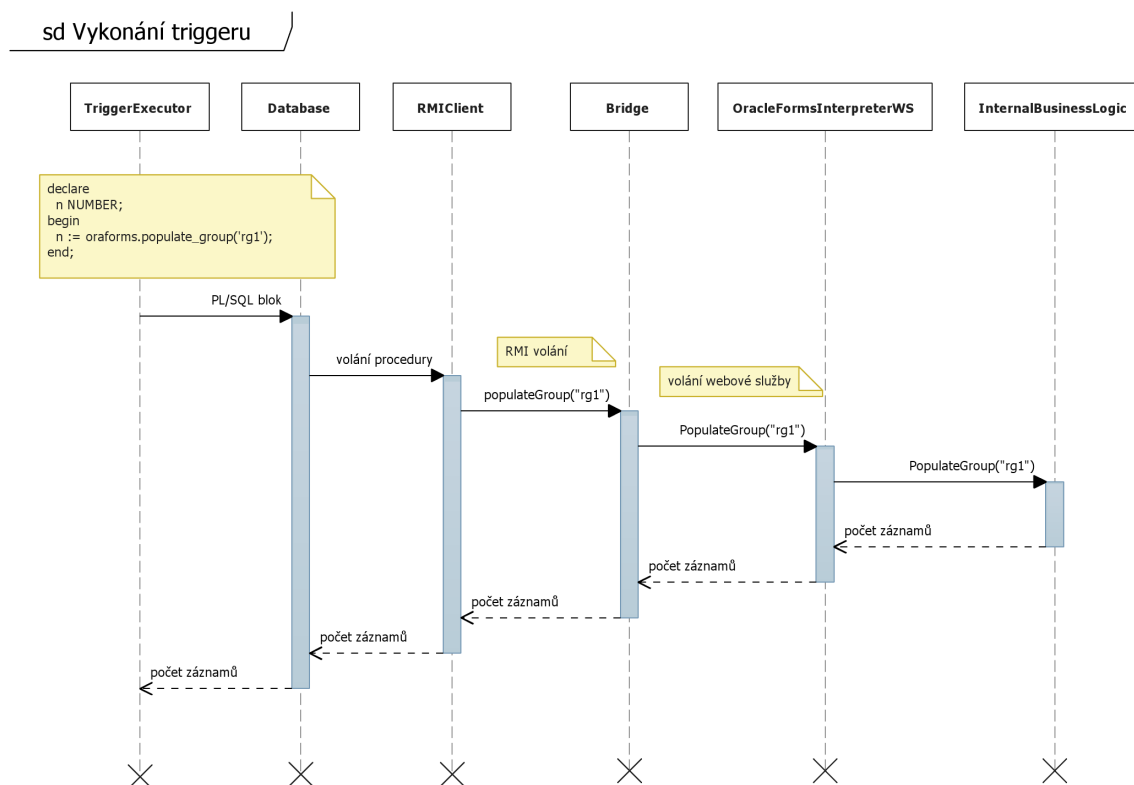 sd Vykonání triggeru
TriggerExecutor
Database
RMIClient
Bridge
OracleFormsInterpreterWS
InternalBusinessLogic
declare
n NUMBER;
begin
n := oraforms.populate_group('rg1');
end;
PL/SQL blok
RMI volání
volání procedury
volání webové služby
populateGroup("rg1")
PopulateGroup("rg1")
PopulateGroup("rg1")
počet záznamů
počet záznamů
počet záznamů
počet záznamů
počet záznamů